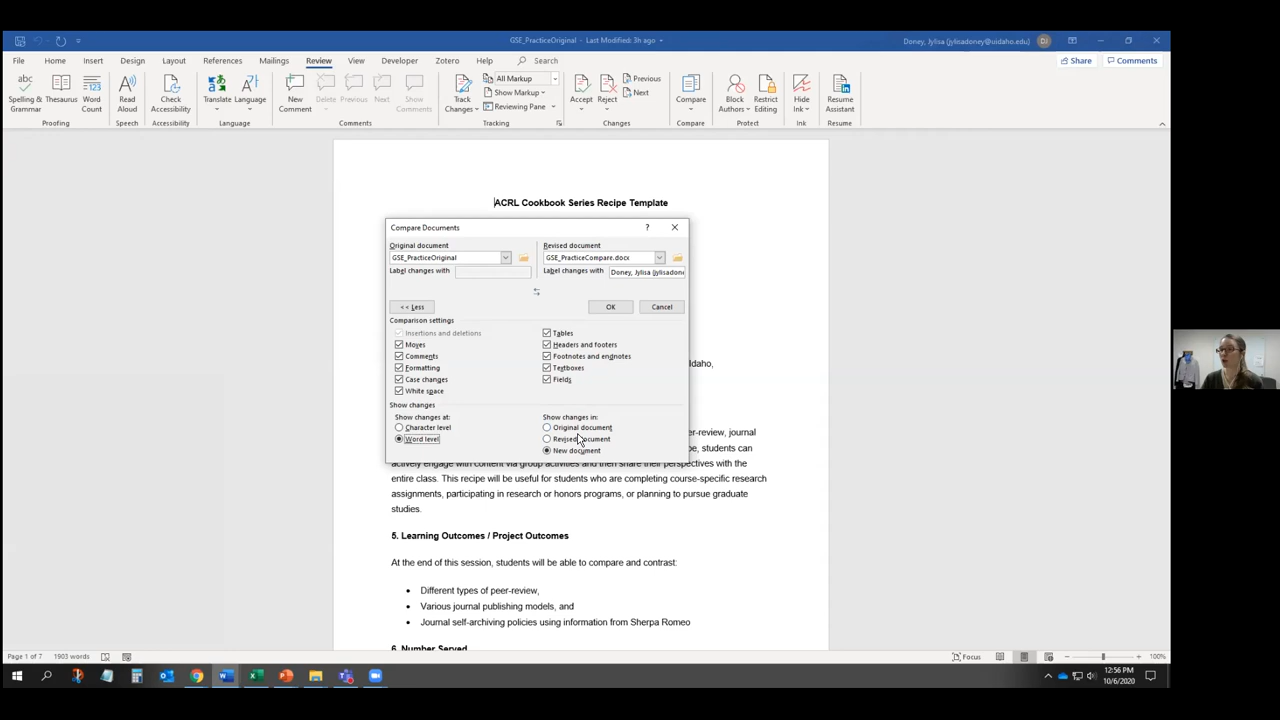 GSE_PracticeOriginal - Last Modified: 3h ago
Doney, Jylisa (jylisadoney@uidaho.edu) DJ
File Home Insert Draw Design Layout References Mailings Review View Developer Zotero Help Search Share Comments
Spelling & Grammar
Thesaurus
Word Count
Read Aloud
Check Accessibility
Translate
Language
New Comment
Delete
Previous
Next
Show Comments
Track Changes
All Markup
Show Markup
Reviewing Pane
Accept
Reject
Previous
Next
Compare
Block Authors
Restrict Editing
Hide Ink
Resume Assistant
Proofing Speech Accessibility Language Comments Tracking Changes Compare Protect Ink Resume
ACRL Cookbook Series Recipe Template
Compare Documents ?
Original document Revised document
GSE_PracticeOriginal GSE_PracticeCompare.docx
Label changes with Label changes with Doney, Jylisa (jylisadone
<< Less OK Cancel
Comparison settings
Insertions and deletions Tables
Moves Headers and footers
Comments Footnotes and endnotes
Formatting Textboxes
Case changes Fields
White space
Show changes
Show changes at: Show changes in:
Character level Original document
Word level Revised document
New document
Idaho,
er-review, journal
pe, students can
actively engage with content via group activities and then share their perspectives with the
entire class. This recipe will be useful for students who are completing course-specific research
assignments, participating in research or honors programs, or planning to pursue graduate
studies.
5. Learning Outcomes / Project Outcomes
At the end of this session, students will be able to compare and contrast:
• Different types of peer-review,
• Various journal publishing models, and
• Journal self-archiving policies using information from Sherpa Romeo
6. Number Served
Page 1 of 7 1903 words Focus 100%
12:56 PM
10/6/2020